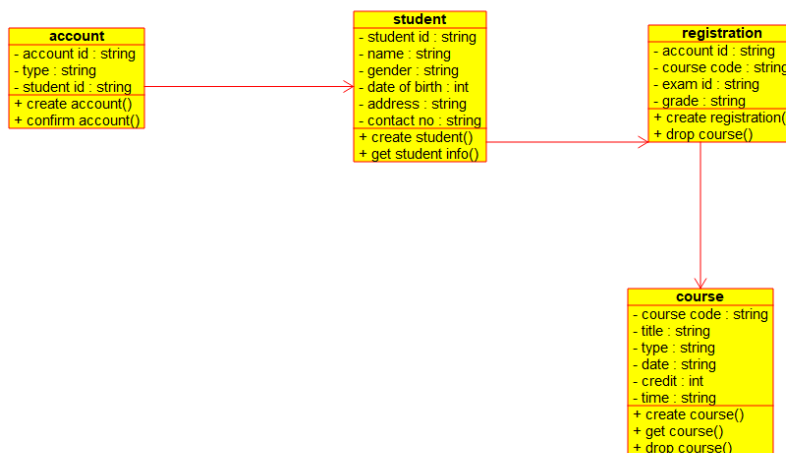 account
- account id : string
- type : string
- student id : string
+ create account()
+ confirm account()
student
- student id : string
- name : string
- gender : string
- date of birth : int
- address : string
- contact no : string
+ create student()
+ get student info()
registration
- account id : string
- course code : string
- exam id : string
- grade : string
+ create registration(
+ drop course()
course
- course code : string
- title : string
- type : string
- date : string
- credit : int
- time : string
+ create course()
+ get course()
+ drop course()